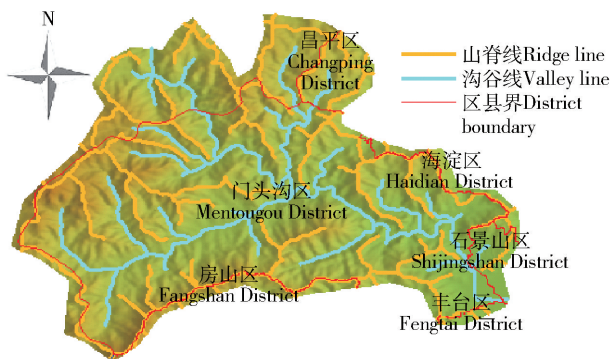 N
山脊线Ridge line
沟谷线Valley line
区县界District
boundary
昌平区
Changping
District
海淀区
Haidian District
门头沟区
Mentougou District
石景山区
Shijingshan District
房山区
Fangshan District
丰台区
Fengtai District